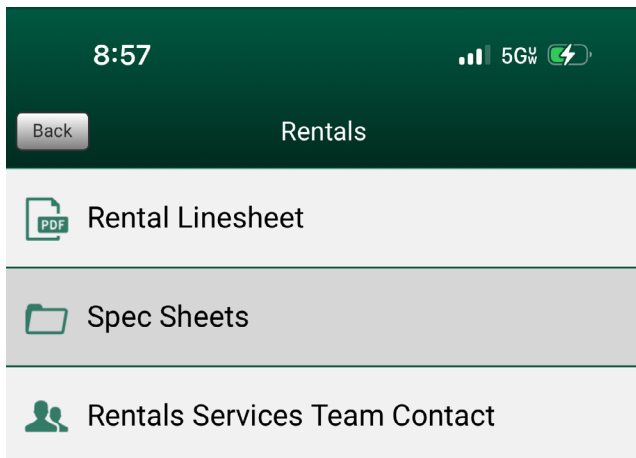 8:57 5G UW
Back Rentals
PDF Rental Linesheet
Spec Sheets
Rentals Services Team Contact